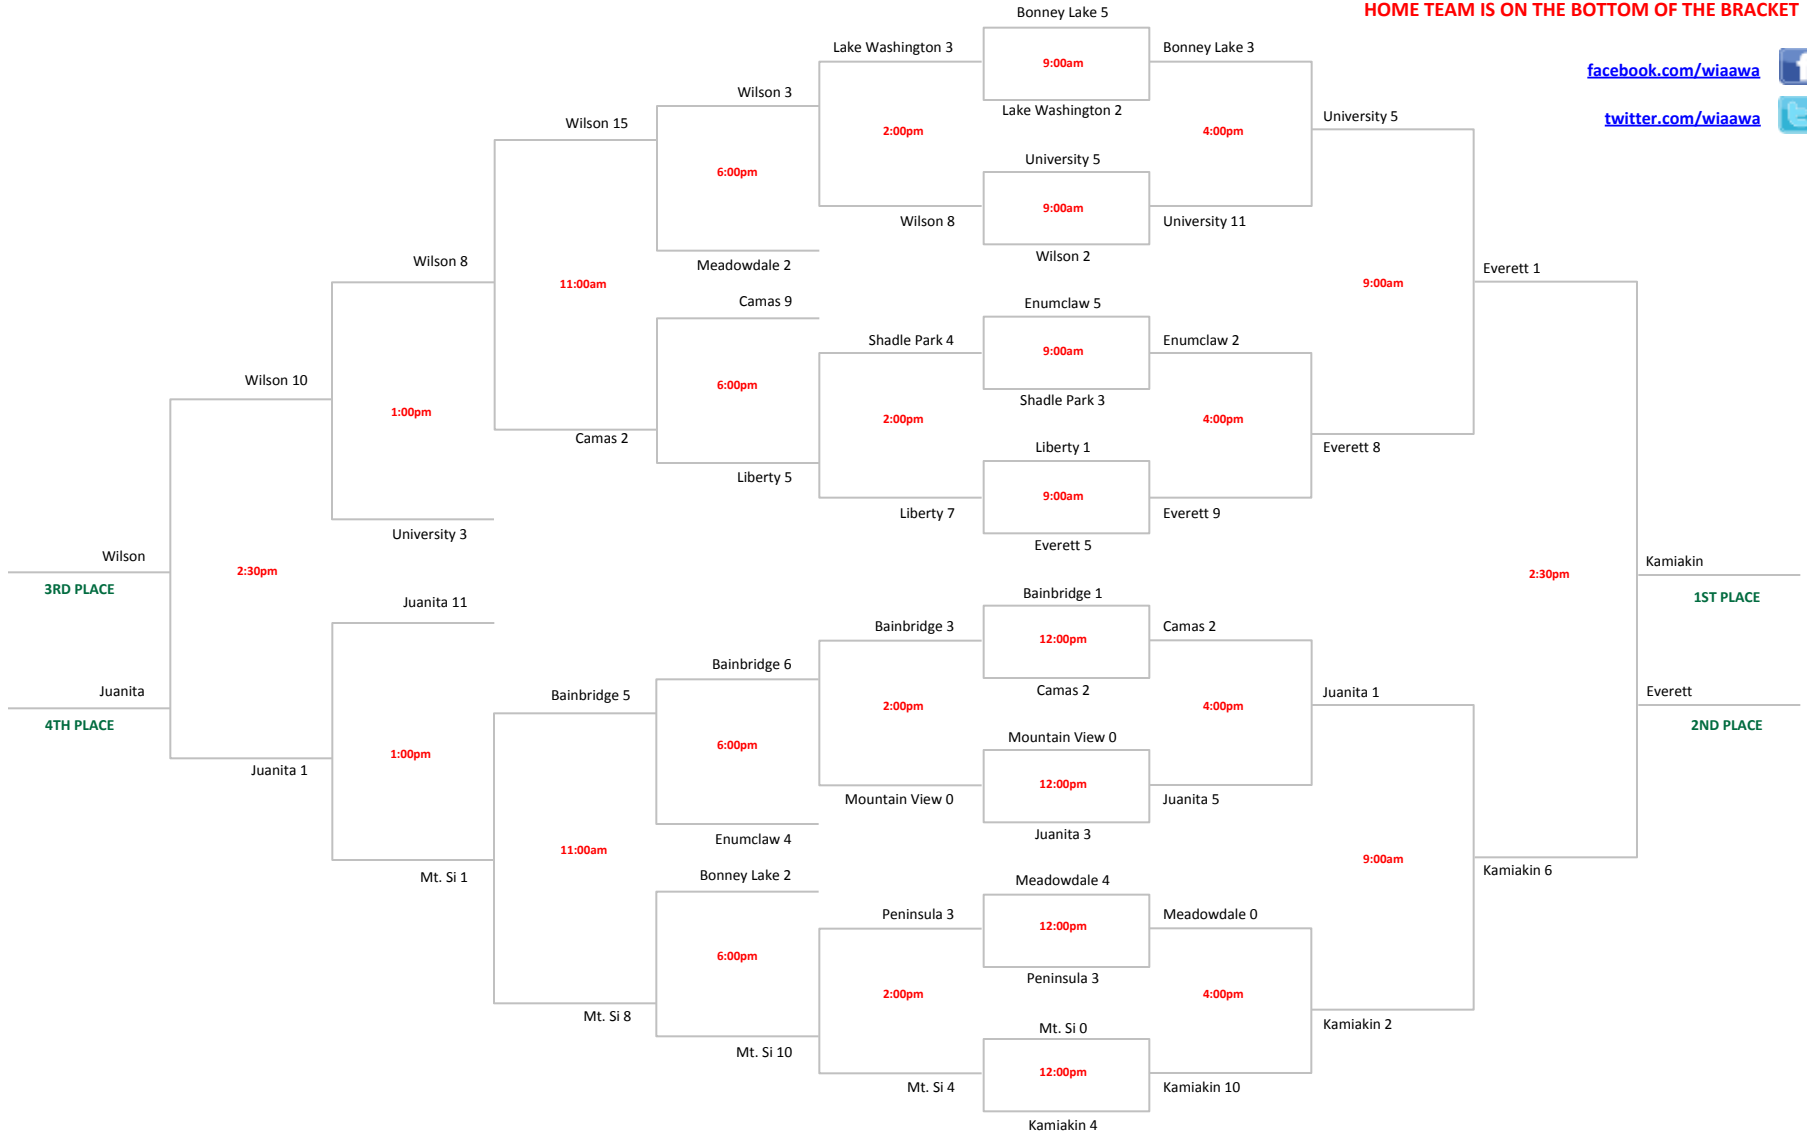 HOME TEAM IS ON THE BOTTOM OF THE BRACKET
Bonney Lake 5
Lake Washington 3
9:00am
Bonney Lake 3
facebook.com/wiaawa
Wilson 3
Lake Washington 2
University 5
twitter.com/wiaawa
Wilson 15
2:00pm
4:00pm
University 5
6:00pm
9:00am
Wilson 8
University 11
Wilson 2
Wilson 8
Meadowdale 2
Everett 1
11:00am
9:00am
Camas 9
Enumclaw 5
Shadle Park 4
9:00am
Enumclaw 2
Wilson 10
6:00pm
Shadle Park 3
1:00pm
2:00pm
4:00pm
Camas 2
Liberty 1
Everett 8
Liberty 5
9:00am
Liberty 7
Everett 9
University 3
Everett 5
Wilson
2:30pm
2:30pm
Kamiakin
3RD PLACE
1ST PLACE
Juanita 11
Bainbridge 1
Bainbridge 3
12:00pm
Camas 2
Bainbridge 6
Juanita
Bainbridge 5
Camas 2
Juanita 1
Everett
4TH PLACE
2:00pm
4:00pm
2ND PLACE
1:00pm
6:00pm
Mountain View 0
Juanita 1
12:00pm
Mountain View 0
Juanita 5
Enumclaw 4
Juanita 3
11:00am
9:00am
Mt. Si 1
Bonney Lake 2
Meadowdale 4
Kamiakin 6
Peninsula 3
12:00pm
Meadowdale 0
6:00pm
Peninsula 3
2:00pm
4:00pm
Mt. Si 8
Mt. Si 0
Kamiakin 2
Mt. Si 10
12:00pm
Mt. Si 4
Kamiakin 10
Kamiakin 4